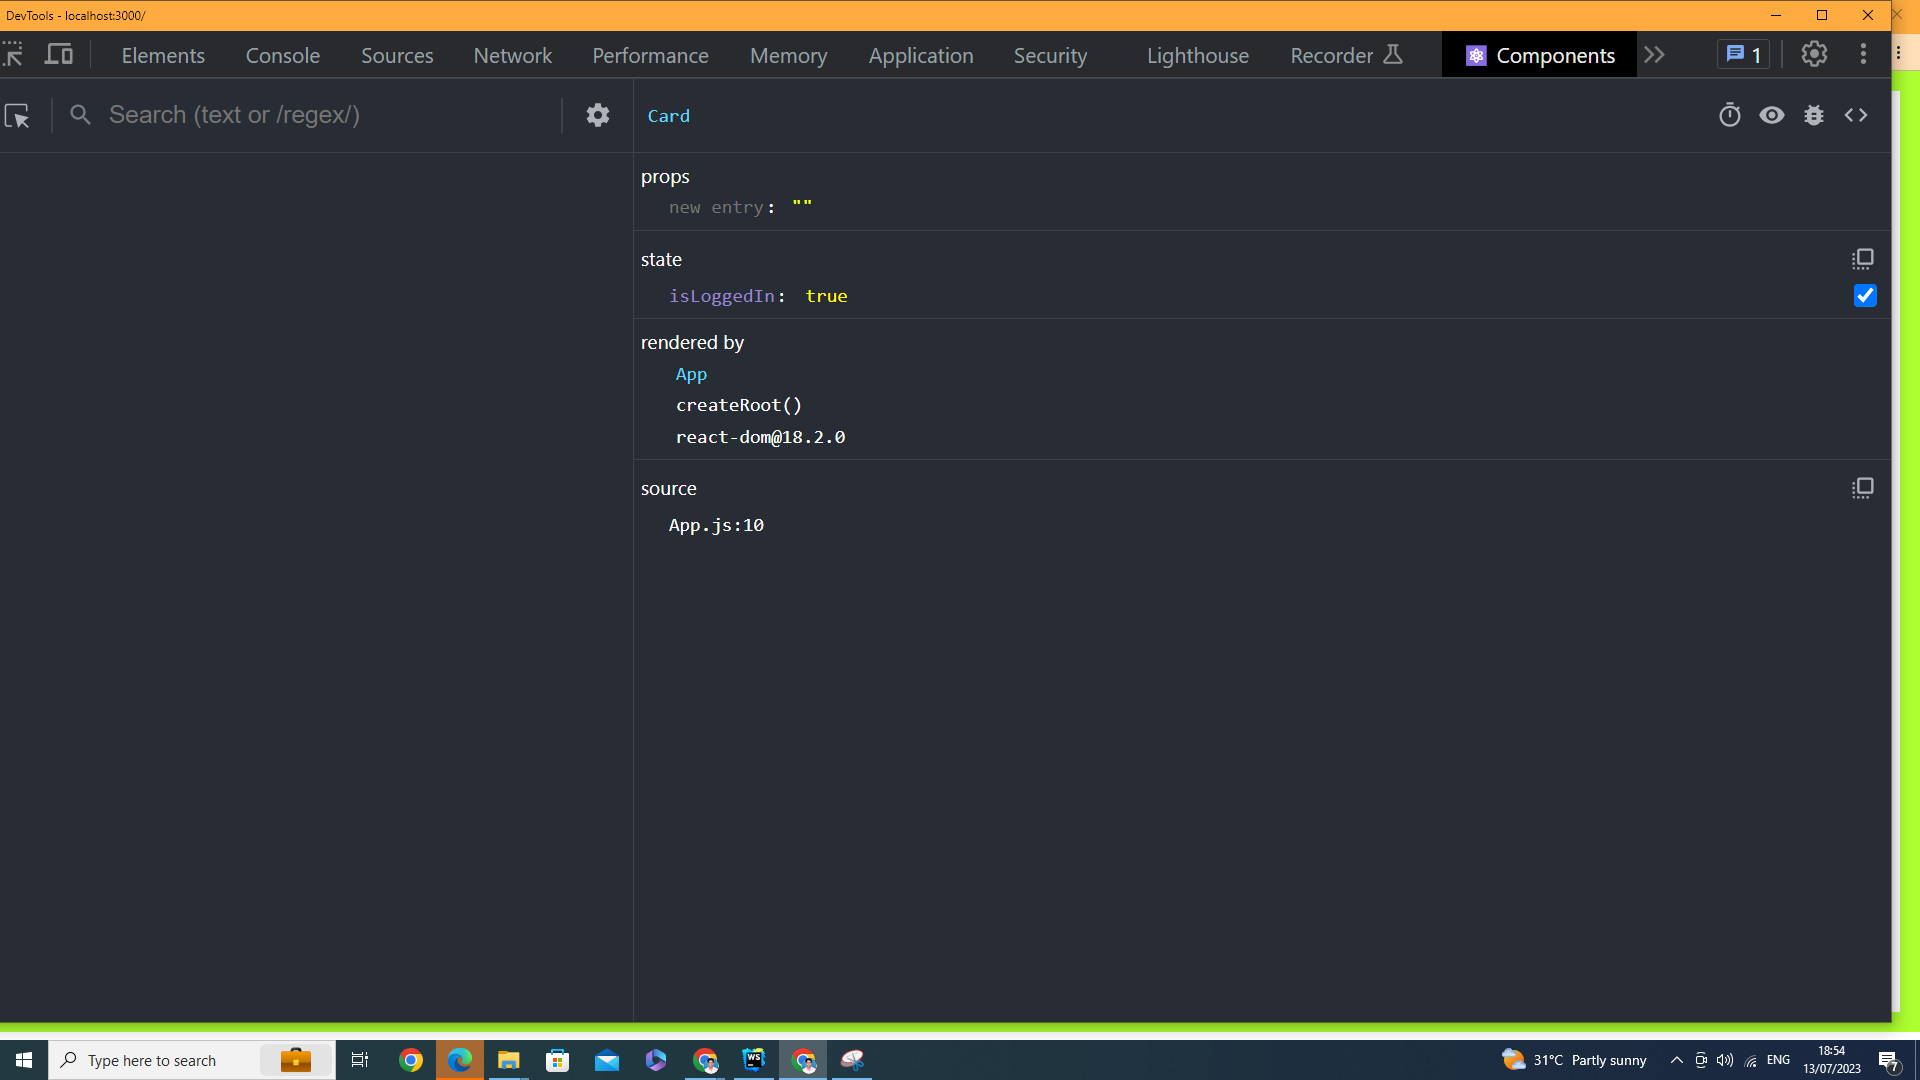 DevTools - localhost:3000/
Elements Console Sources Network Performance Memory Application Security Lighthouse Recorder Components 1
Search (text or /regex/)
Card
props
new entry: ""
state
isLoggedIn: true
rendered by
App
createRoot()
react-dom@18.2.0
source
App.js:10
Type here to search
WS
31°C Partly sunny
ENG
18:54
13/07/2023
7